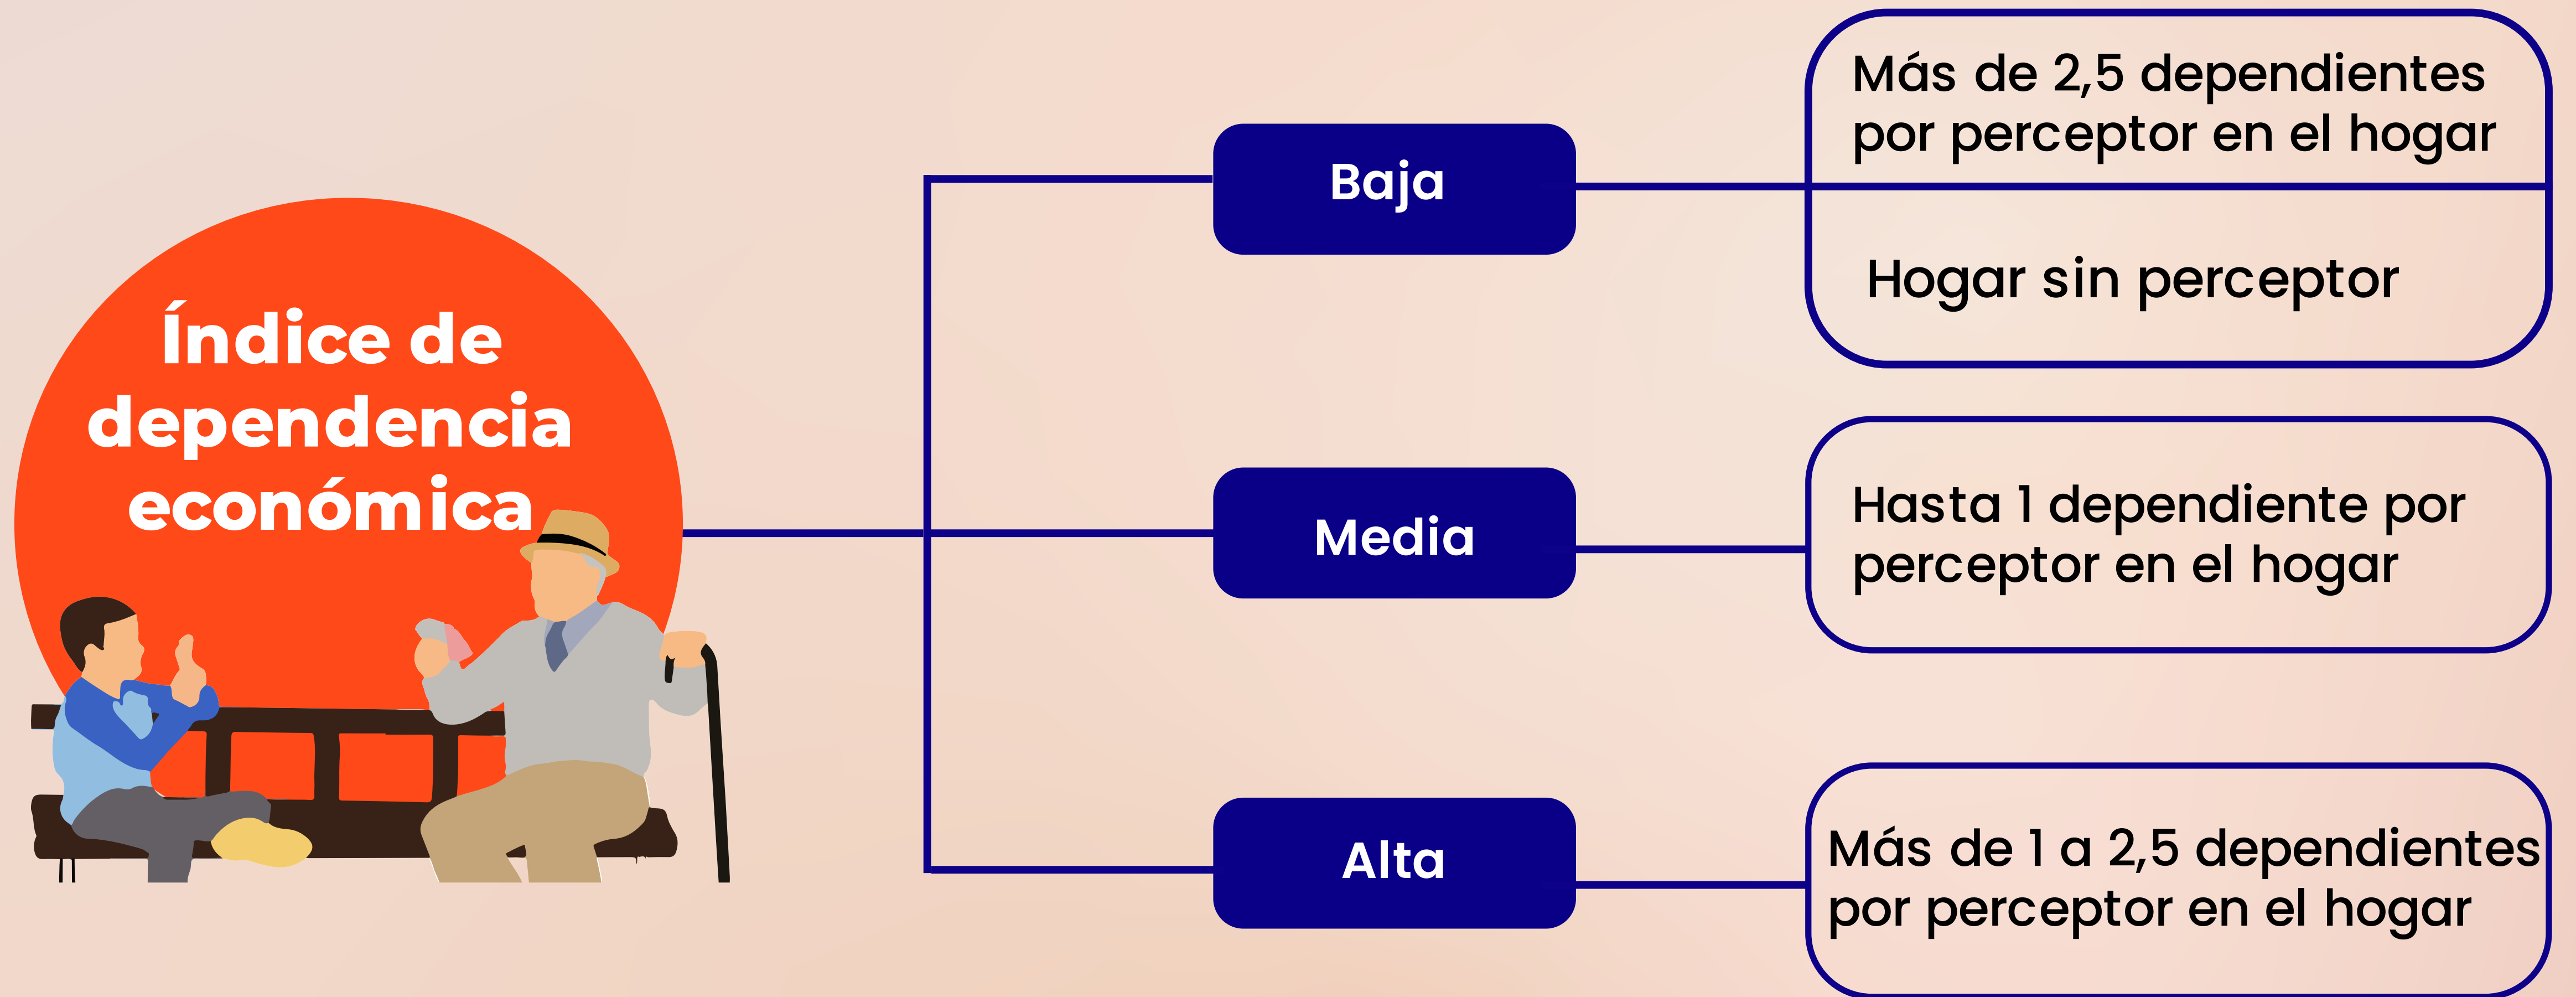 Índice de
dependencia
económica
Baja
Más de 2,5 dependientes
por perceptor en el hogar
Hogar sin perceptor
Media
Hasta 1 dependiente por
perceptor en el hogar
Alta
Más de 1 a 2,5 dependientes
por perceptor en el hogar